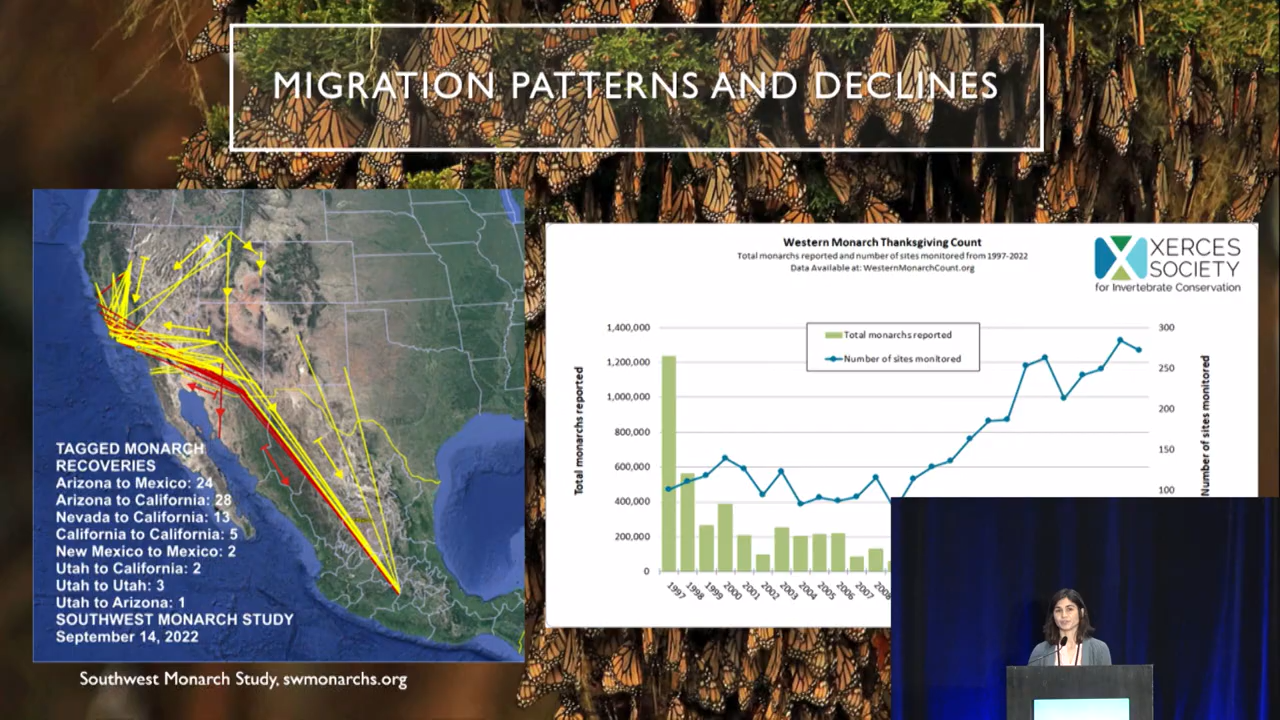 MIGRATION PATTERNS AND DECLINES
TAGGED MONARCH
RECOVERIES
Arizona to Mexico: 24
Arizona to California: 28
Nevada to California: 13
California to California: 5
New Mexico to Mexico: 2
Utah to California: 2
Utah to Utah: 3
Utah to Arizona: 1
SOUTHWEST MONARCH STUDY
September 14, 2022
Southwest Monarch Study, swmonarchs.org
Western Monarch Thanksgiving Count
Total monarchs reported and number of sites monitored from 1997-2022
Data Available at: WesternMonarchCount.org
XERCES
SOCIETY
for Invertebrate Conservation
Total monarchs reported
Number of sites monitored
Total monarchs reported
1,400,000
1,200,000
1,000,000
800,000
600,000
400,000
200,000
0
300
250
200
150
100
Number of sites monitored
1997
1998
1999
2000
2001
2002
2003
2004
2005
2006
2007
2008